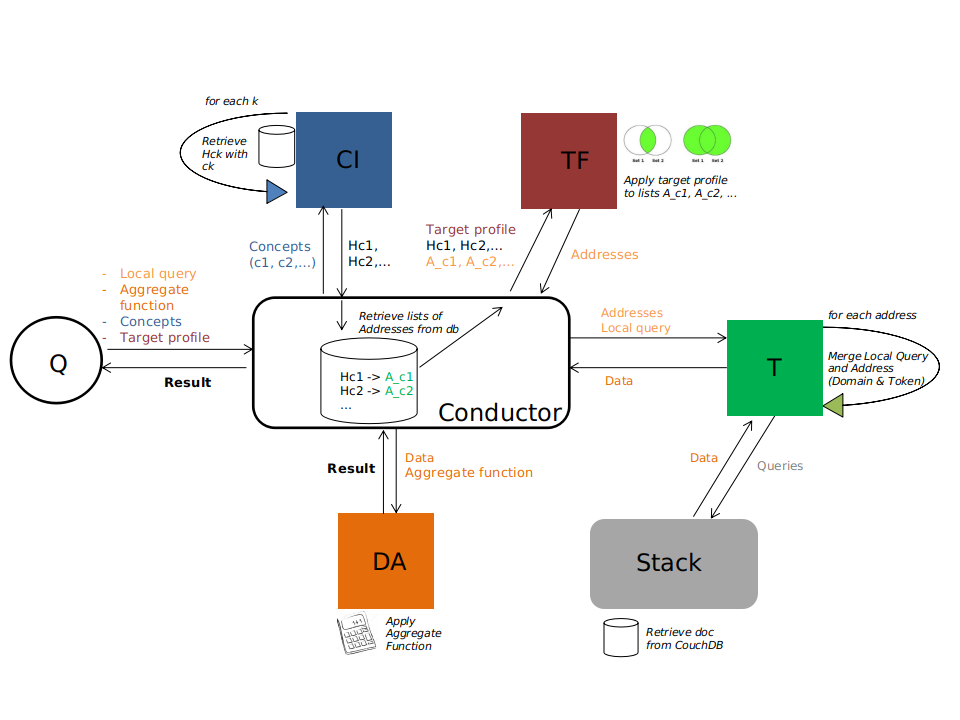 for each k
Retrieve
Hck with
ck
CI
TF
Set 1 Set 2
Set 1 Set 2
Apply target profile
to lists A_c1, A_c2, ...
Concepts
(c1, c2,...)
Hc1,
Hc2,...
Target profile
Hc1, Hc2,...
A_c1, A_c2,...
Addresses
- Local query
- Aggregate
function
- Concepts
- Target profile
Q
Result
Retrieve lists of
Addresses from db
Hc1 -> A_c1
Hc2 -> A_c2
...
Conductor
Addresses
Local query
Data
T
for each address
Merge Local Query
and Address
(Domain & Token)
Result
Data
Aggregate function
Data
Queries
DA
Apply
Aggregate
Function
Stack
Retrieve doc
from CouchDB